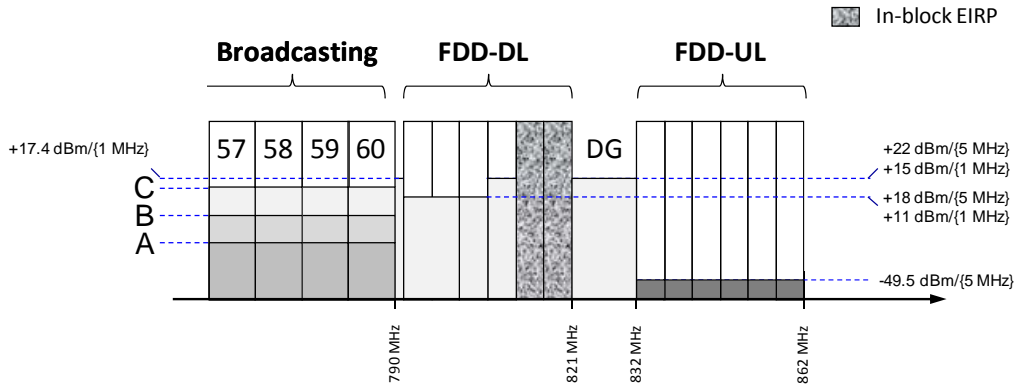 In-block EIRP
Broadcasting
FDD-DL
FDD-UL
+17.4 dBm/{1 MHz}
57 58 59 60
DG
+22 dBm/{5 MHz}
+15 dBm/{1 MHz}
C
+18 dBm/{5 MHz}
+11 dBm/{1 MHz}
B
A
-49.5 dBm/{5 MHz}
790 MHz
821 MHz
832 MHz
862 MHz